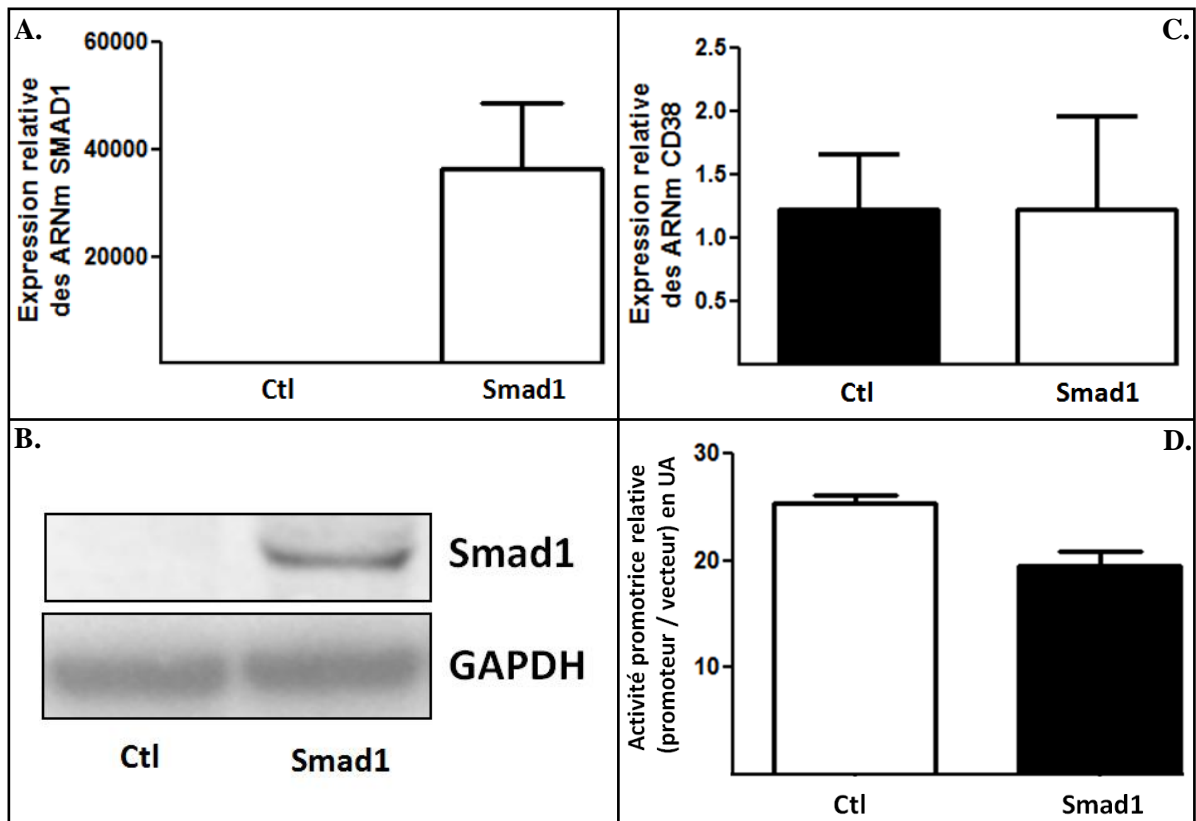 A.
60000
40000
20000
Expression relative
des ARNm SMAD1
Ctl
Smad1
C.
2.5
2.0
1.5
1.0
0.5
Expression relative
des ARNm CD38
Ctl
Smad1
B.
Smad1
GAPDH
Ctl
Smad1
D.
30
20
10
Activité promotrice relative
(promoteur / vecteur) en UA
Ctl
Smad1